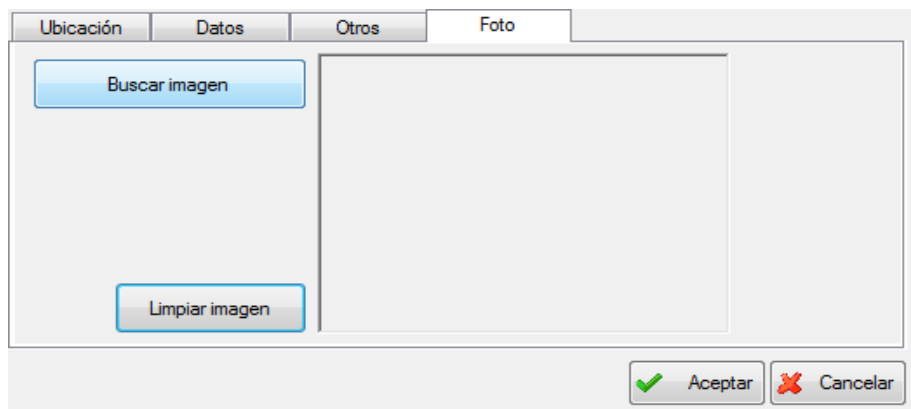 Ubicación Datos Otros Foto
Buscar imagen
Limpiar imagen
Aceptar Cancelar